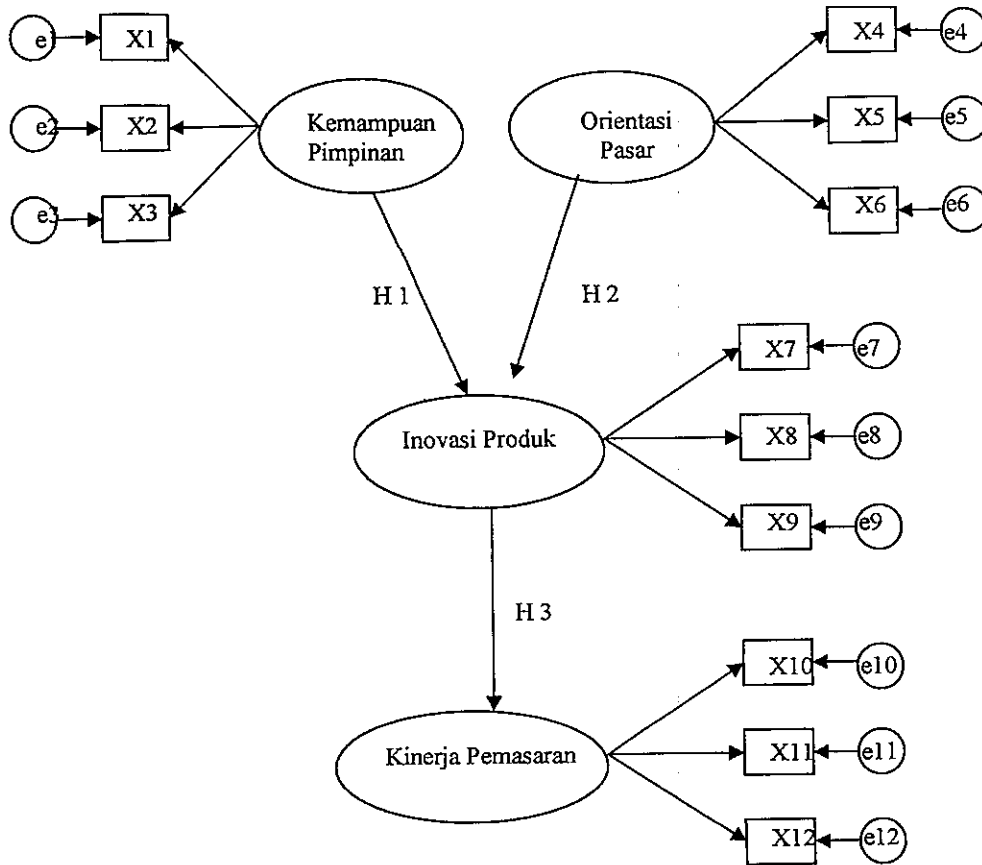 e
X1
Kemampuan
Pimpinan
e2
X2
e3
X3
Orientasi
Pasar
X4
e4
X5
e5
X6
e6
H 1
H 2
Inovasi Produk
X7
e7
X8
e8
X9
e9
H 3
Kinerja Pemasaran
X10
e10
X11
e11
X12
e12